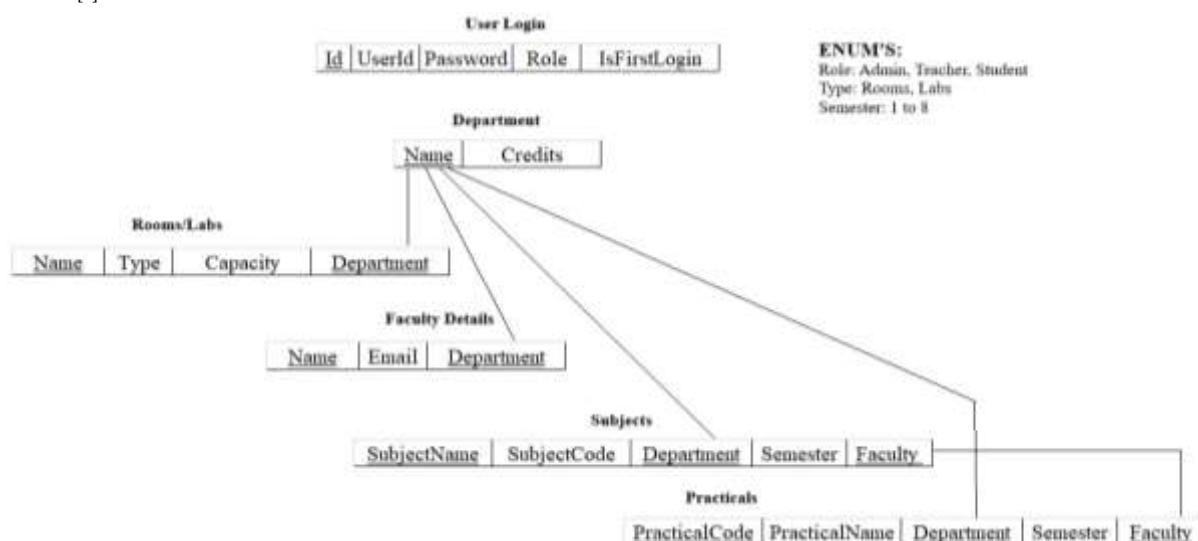 User Login
Id UserId Password Role IsFirstLogin
ENUM'S:
Role: Admin, Teacher, Student
Type: Rooms, Labs
Semester: 1 to 8
Department
Name Credits
Rooms/Labs
Name Type Capacity Department
Faculty Details
Name Email Department
Subjects
SubjectName SubjectCode Department Semester Faculty
Practicals
PracticalCode PracticalName Department Semester Faculty